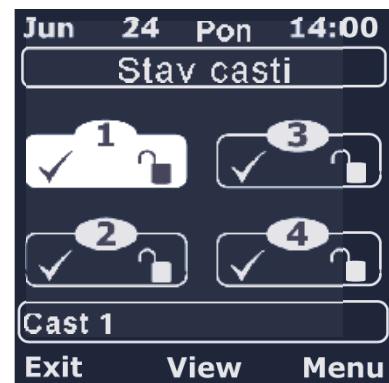 Jun 24 Pon 14:00
Stav casti
1 3
2 4
Cast 1
Exit View Menu